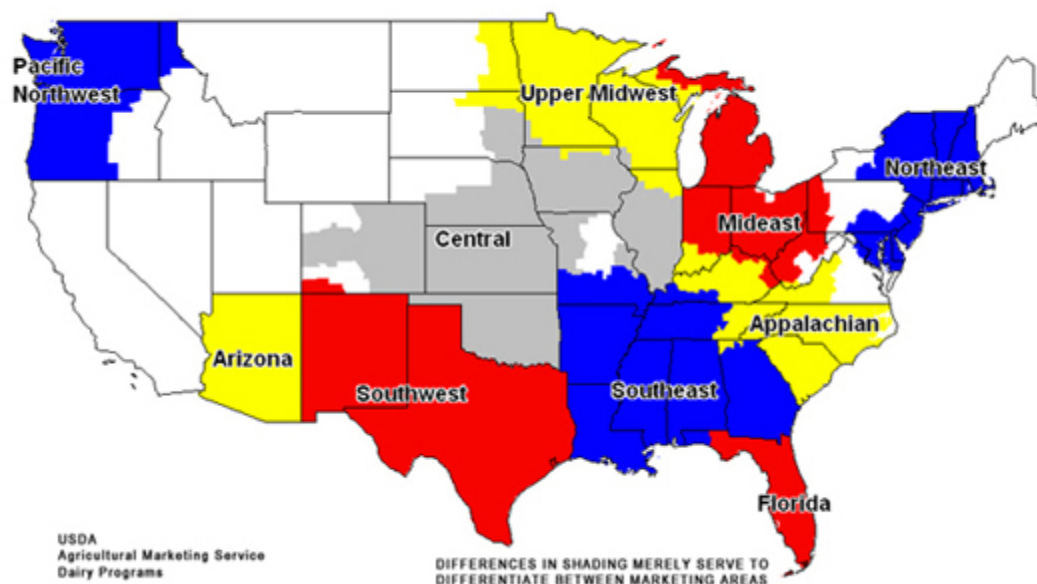 Pacific
Northwest
Upper Midwest
Northeast
Central
Mideast
Arizona
Appalachian
Southwest
Southeast
Florida
USDA
Agricultural Marketing Service
Dairy Programs
DIFFERENCES IN SHADING MERELY SERVE TO
DIFFERENTIATE BETWEEN MARKETING AREAS